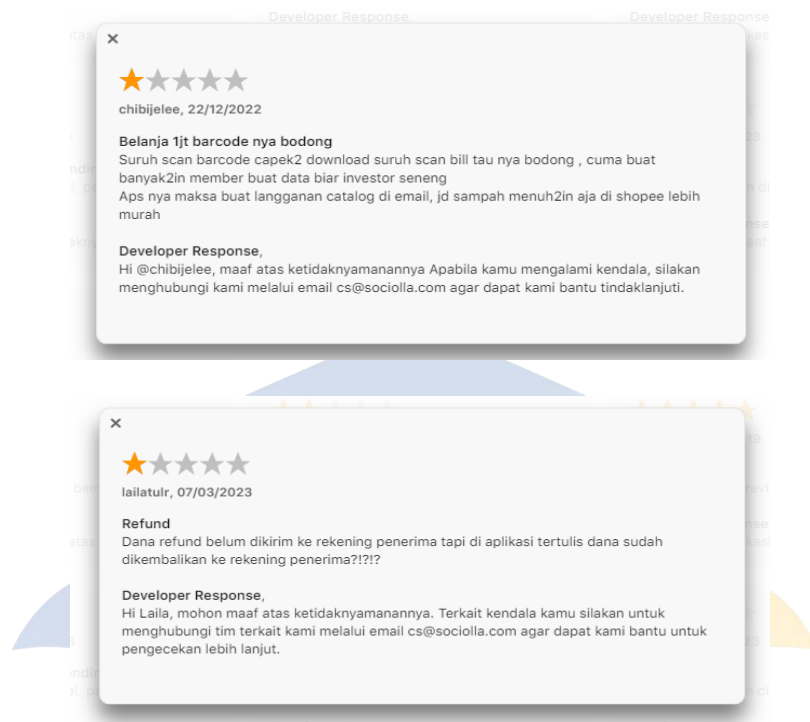 Developer Response,
Developer Response
×
chibijelee, 22/12/2022
Belanja 1jt barcode nya bodong
Suruh scan barcode capek2 download suruh scan bill tau nya bodong , cuma buat
banyak2in member buat data biar investor seneng
Aps nya maksa buat langganan catalog di email, jd sampah menuh2in aja di shopee lebih
murah
Developer Response,
Hi @chibijelee, maaf atas ketidaknyamanannya Apabila kamu mengalami kendala, silakan
menghubungi kami melalui email cs@sociolla.com agar dapat kami bantu tindaklanjuti.
×
lailatulr, 07/03/2023
Refund
Dana refund belum dikirim ke rekening penerima tapi di aplikasi tertulis dana sudah
dikembalikan ke rekening penerima?!?!?
Developer Response,
Hi Laila, mohon maaf atas ketidaknyamanannya. Terkait kendala kamu silakan untuk
menghubungi tim terkait kami melalui email cs@sociolla.com agar dapat kami bantu untuk
pengecekan lebih lanjut.